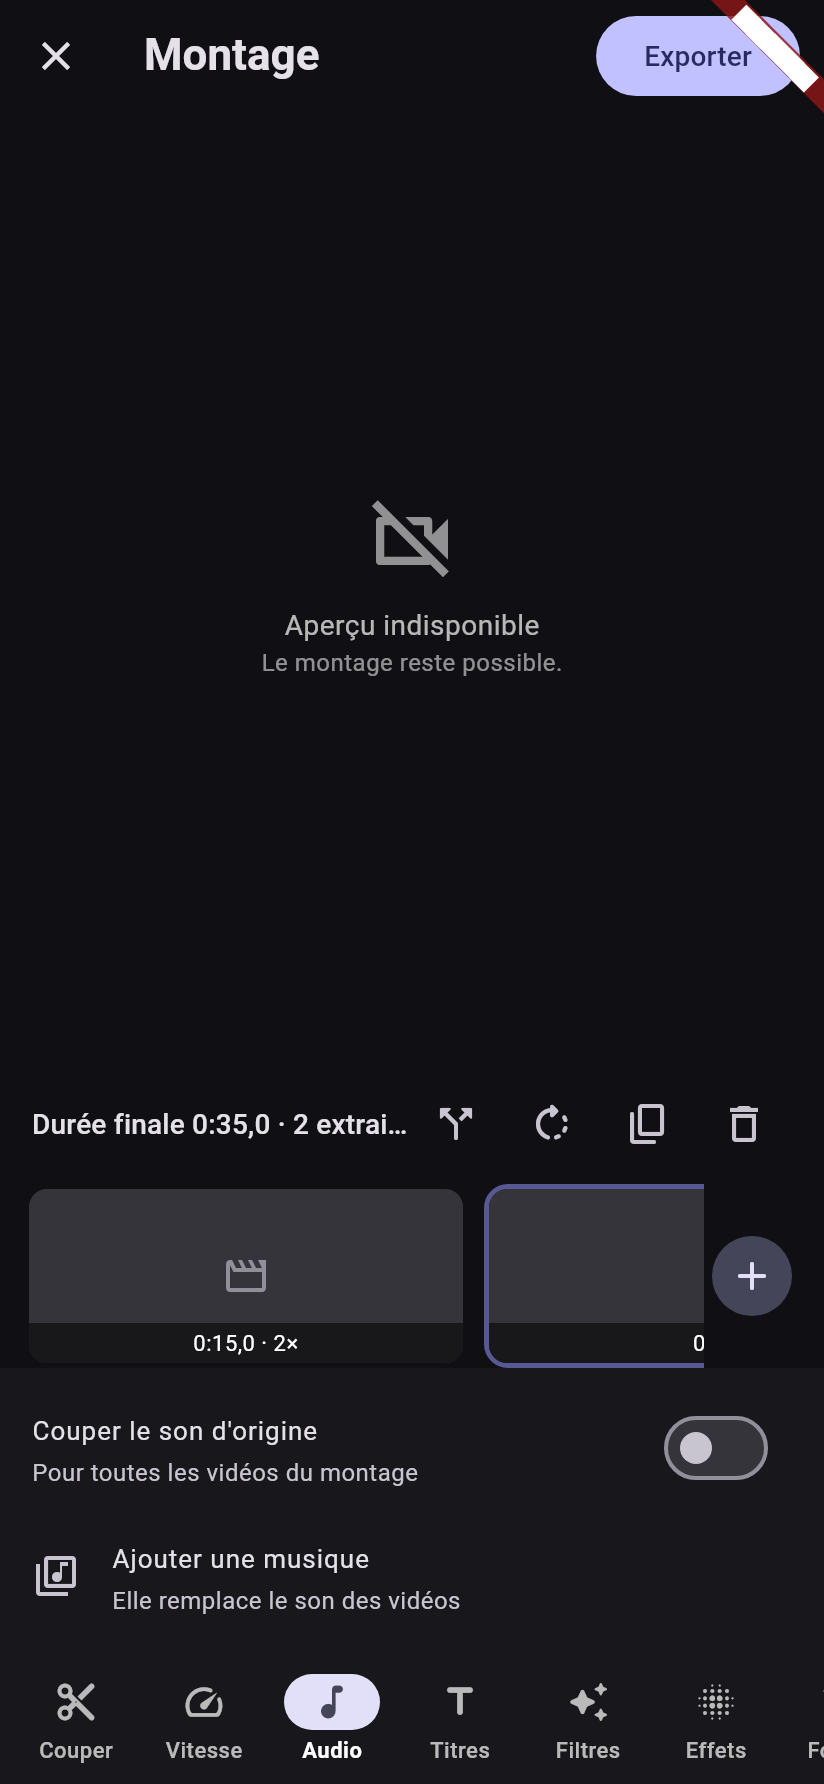 Montage
Exporter
Aperçu indisponible
Le montage reste possible.
Durée finale 0:35,0 · 2 extrai...
0:15,0 · 2×
0
Couper le son d'origine
Pour toutes les vidéos du montage
Ajouter une musique
Elle remplace le son des vidéos
Couper
Vitesse
Audio
Titres
Filtres
Effets